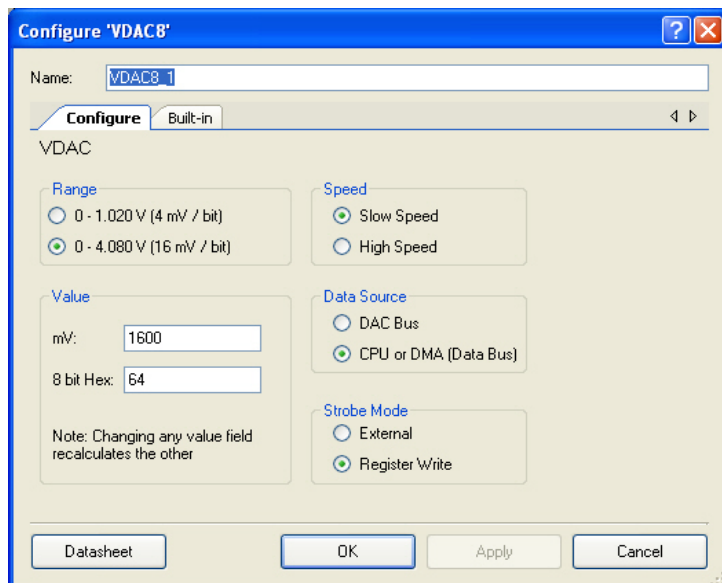 Configure 'VDAC8'
Name: VDAC8_1
Configure Built-in
VDAC
Range
0 - 1.020 V (4 mV / bit)
0 - 4.080 V (16 mV / bit)
Speed
Slow Speed
High Speed
Value
mV: 1600
8 bit Hex: 64
Note: Changing any value field
recalculates the other
Data Source
DAC Bus
CPU or DMA (Data Bus)
Strobe Mode
External
Register Write
Datasheet OK Apply Cancel